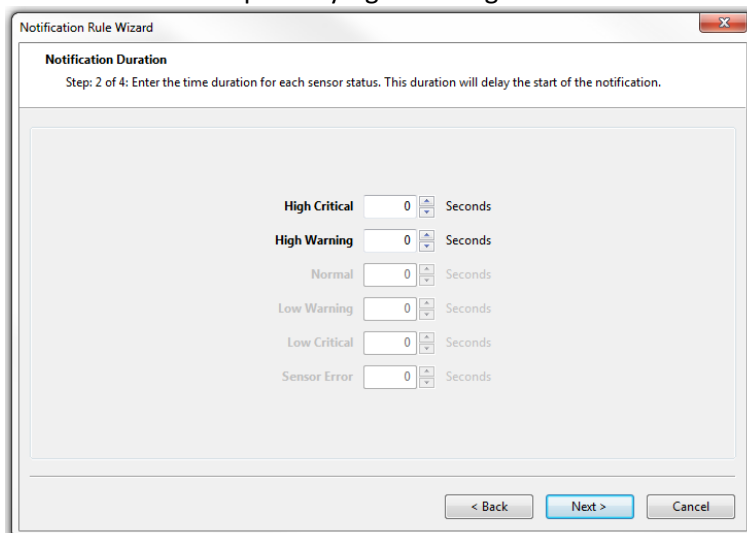 Notification Rule Wizard
Notification Duration
Step: 2 of 4: Enter the time duration for each sensor status. This duration will delay the start of the notification.
High Critical 0 Seconds
High Warning 0 Seconds
Normal 0 Seconds
Low Warning 0 Seconds
Low Critical 0 Seconds
Sensor Error 0 Seconds
< Back Next > Cancel